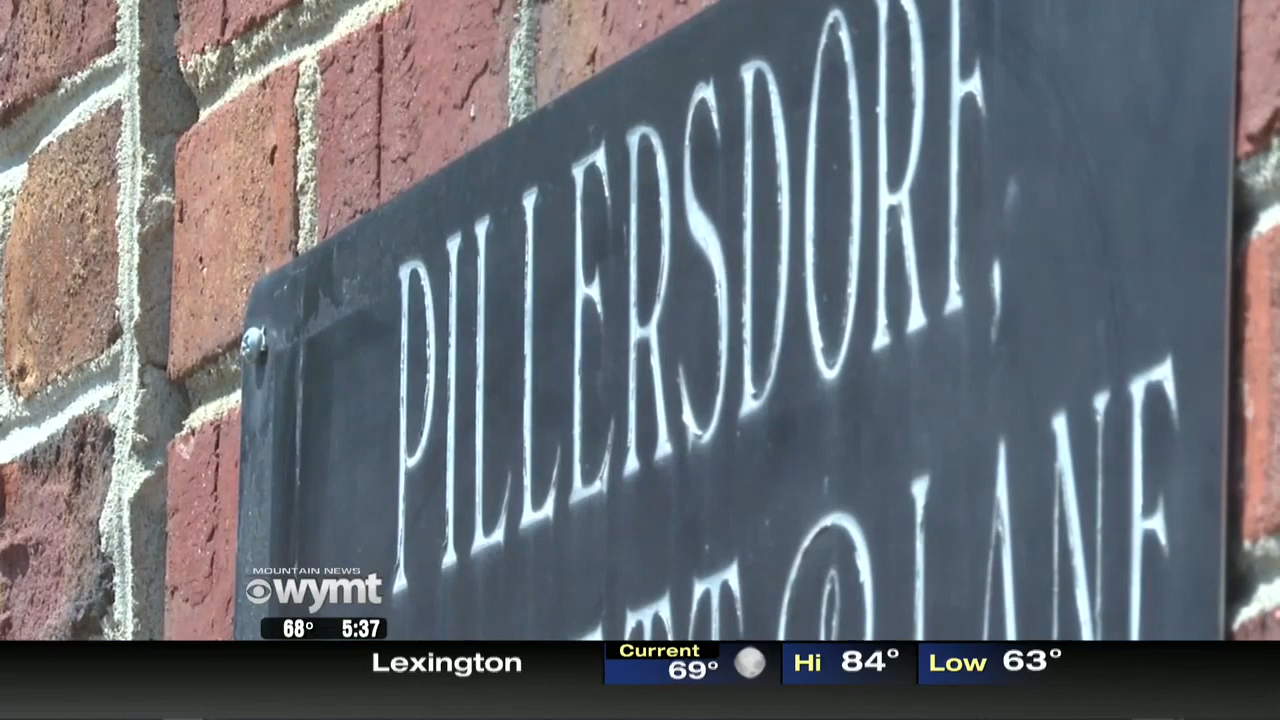 PILLERSDORF,
LANE
MOUNTAIN NEWS
wymt
68° 5:37
Lexington
Current
69°
Hi 84°
Low 63°